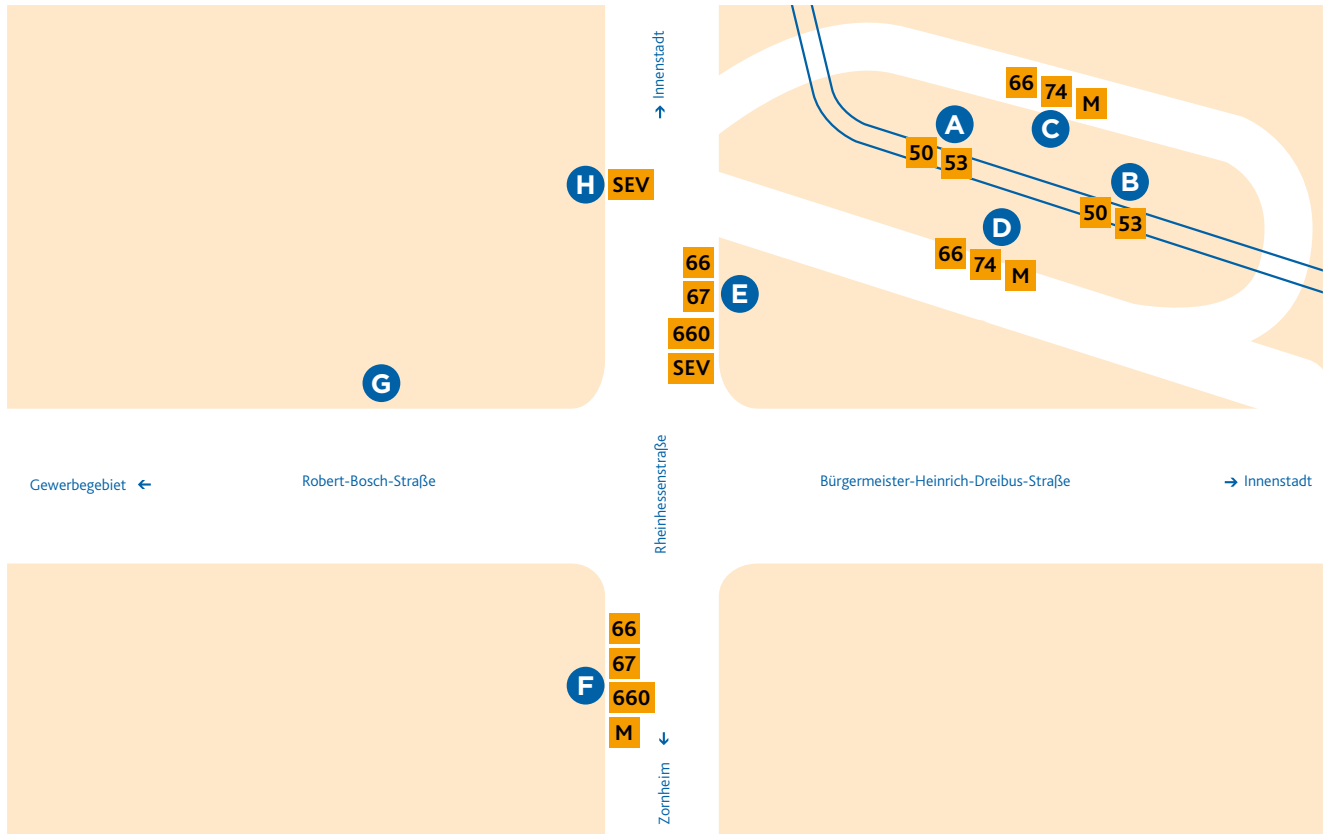 Innenstadt
66
74
M
A
C
50
53
H
SEV
B
50
53
D
66
74
M
66
67
660
SEV
E
G
Gewerbegebiet ←
Robert-Bosch-Straße
Rheinhessenstraße
Bürgermeister-Heinrich-Dreibus-Straße
→ Innenstadt
66
67
660
M
F
Zornheim